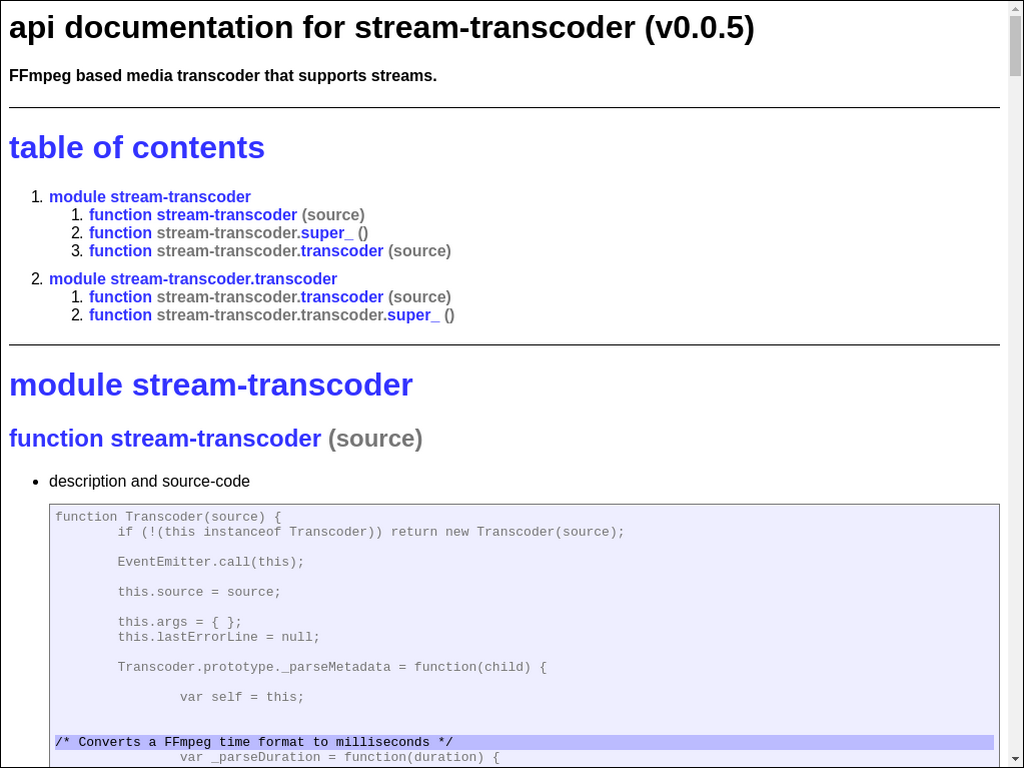 api documentation for stream-transcoder (v0.0.5)
FFmpeg based media transcoder that supports streams.
table of contents
1. module stream-transcoder
1. function stream-transcoder (source)
2. function stream-transcoder.super_ ()
3. function stream-transcoder.transcoder (source)
2. module stream-transcoder.transcoder
1. function stream-transcoder.transcoder (source)
2. function stream-transcoder.transcoder.super_ ()
module stream-transcoder
function stream-transcoder (source)
• description and source-code
function Transcoder(source) {
if (!(this instanceof Transcoder)) return new Transcoder(source);
EventEmitter.call(this);
this.source = source;
this.args = { };
this.lastErrorLine = null;
Transcoder.prototype._parseMetadata = function(child) {
var self = this;
/* Converts a FFmpeg time format to milliseconds */
var _parseDuration = function(duration) {